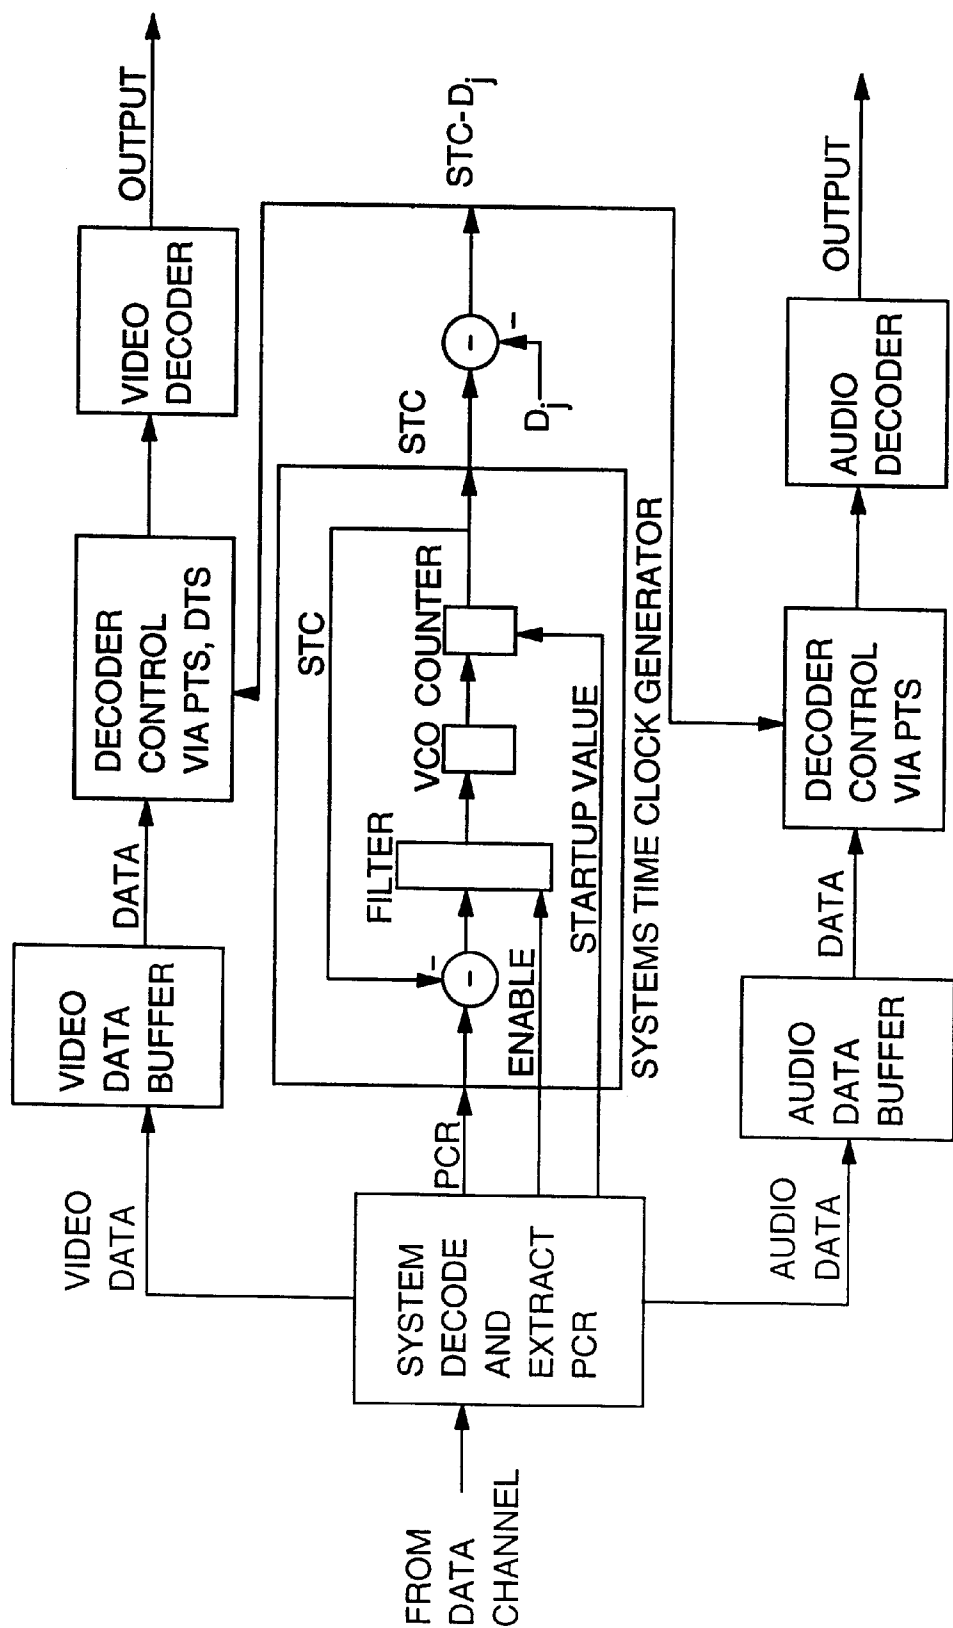 FROM
DATA
CHANNEL
SYSTEM
DECODE
AND
EXTRACT
PCR
VIDEO
DATA
VIDEO
DATA
BUFFER
DATA
DECODER
CONTROL
VIA PTS, DTS
VIDEO
DECODER
OUTPUT
PCR
ENABLE
STARTUP VALUE
FILTER
VCO COUNTER
STC
SYSTEMS TIME CLOCK GENERATOR
STC
Dj
STC-Dj
AUDIO
DATA
AUDIO
DATA
BUFFER
DATA
DECODER
CONTROL
VIA PTS
AUDIO
DECODER
OUTPUT